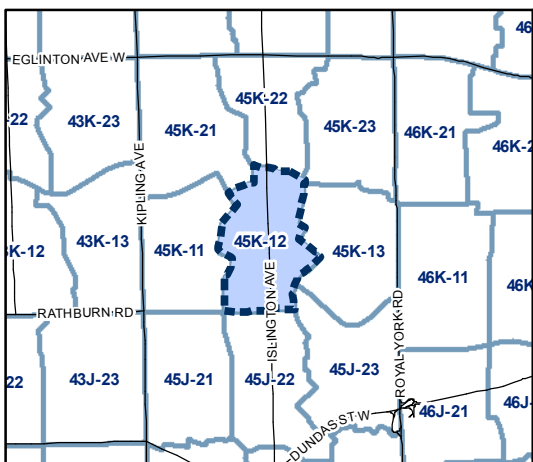 46
EGLINTON AVE W
45K-22
22
43K-23
45K-21
45K-23
46K-21
46K-2
KIPLING AVE
K-12
43K-13
45K-11
45K-12
45K-13
46K-11
46K
ISLINGTON AVE
ROYAL YORK RD
RATHBURN RD
22
43J-23
45J-21
45J-22
45J-23
46J-21
46J-
DUNDAS ST W